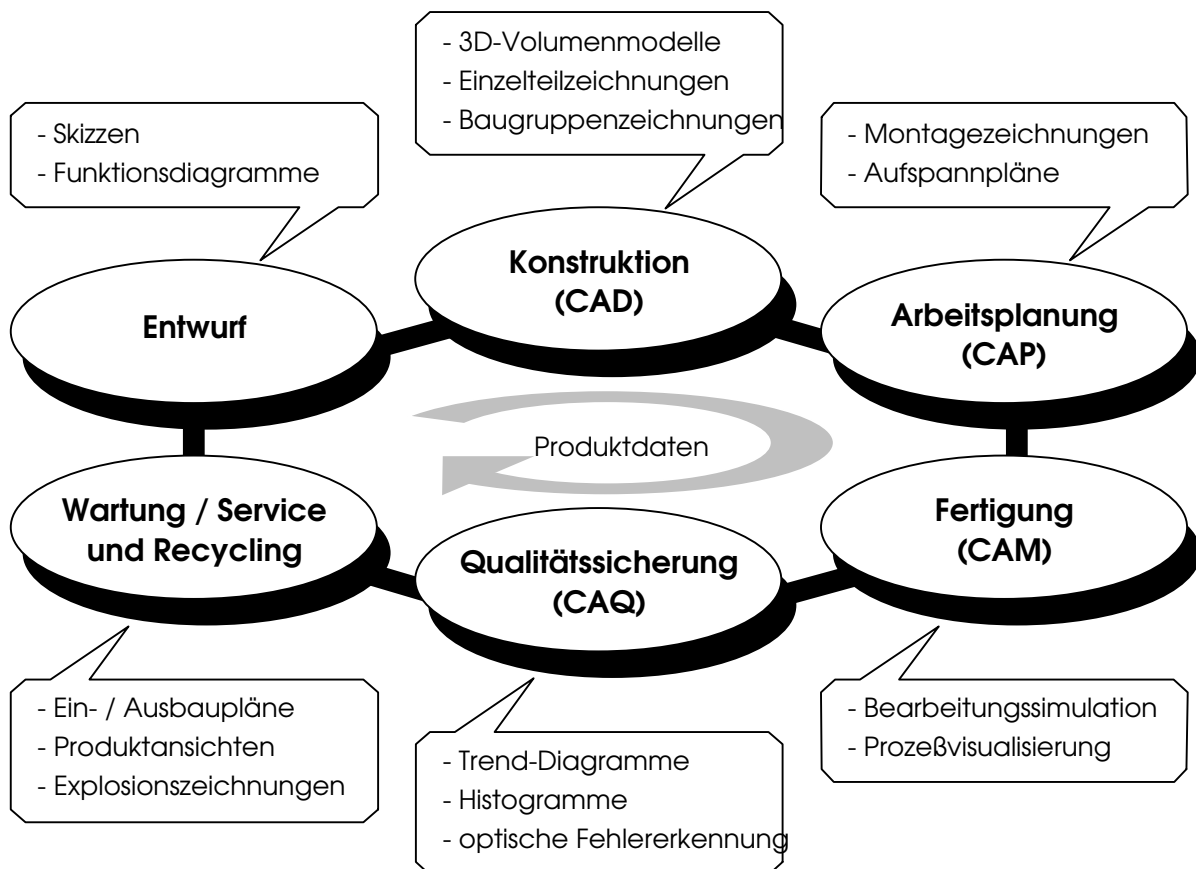 - 3D-Volumenmodelle
- Einzelteilzeichnungen
- Baugruppenzeichnungen
- Skizzen
- Funktionsdiagramme
- Montagezeichnungen
- Aufspannpläne
Entwurf
Konstruktion
(CAD)
Arbeitsplanung
(CAP)
Produktdaten
Wartung / Service
und Recycling
Qualitätssicherung
(CAQ)
Fertigung
(CAM)
- Ein- / Ausbaupläne
- Produktansichten
- Explosionszeichnungen
- Trend-Diagramme
- Histogramme
- optische Fehlererkennung
- Bearbeitungssimulation
- Prozeßvisualisierung